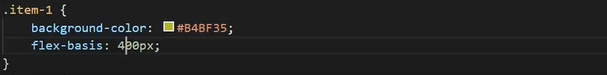 .item-1 {
background-color: #B4BF35;
flex-basis: 400px;
}